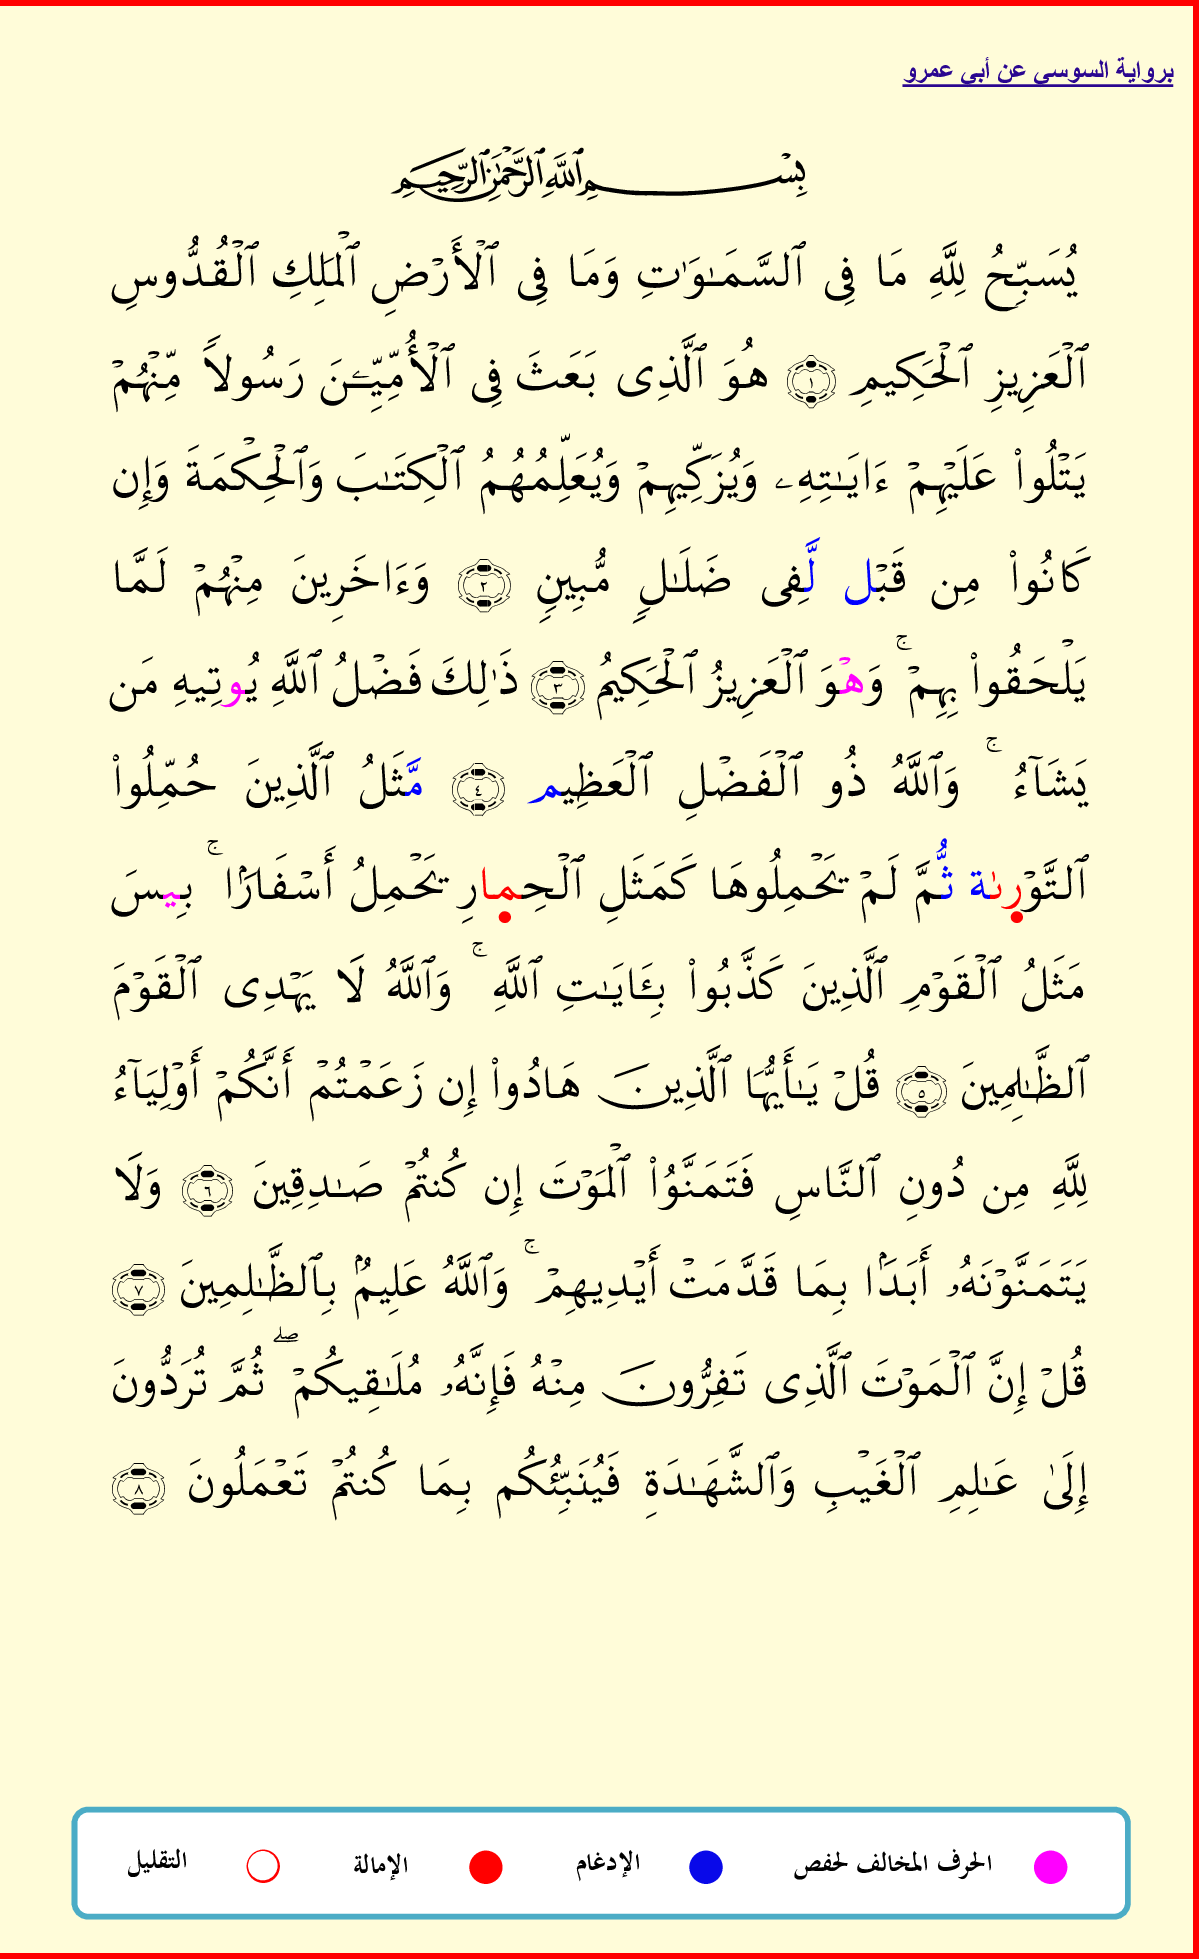 برواية السوسي عن أبي عمرو
بِسْمِ ٱللَّهِ ٱلرَّحْمَٰنِ ٱلرَّحِيمِ
يُسَبِّحُ لِلَّهِ مَا فِى ٱلسَّمَـٰوَٰتِ وَمَا فِى ٱلْأَرْضِ ٱلْمَلِكِ ٱلْقُدُّوسِ
ٱلْعَزِيزِ ٱلْحَكِيمِ ١ هُوَ ٱلَّذِى بَعَثَ فِى ٱلْأُمِّيِّـۧنَ رَسُولاً مِّنْهُمْ
يَتْلُوا۟ عَلَيْهِمْ ءَايَـٰتِهِۦ وَيُزَكِّيهِمْ وَيُعَلِّمُهُمُ ٱلْكِتَـٰبَ وَٱلْحِكْمَةَ وَإِن
كَانُوا۟ مِن قَبْل لَّفِى ضَلَـٰلٍ مُّبِينٍ ٢ وَءَاخَرِينَ مِنْهُمْ لَمَّا
يَلْحَقُوا۟ بِهِمْ ۚ وَهْوَ ٱلْعَزِيزُ ٱلْحَكِيمُ ٣ ذَٰلِكَ فَضْلُ ٱللَّهِ يُوتِيهِ مَن
يَشَآءُ ۚ وَٱللَّهُ ذُو ٱلْفَضْلِ ٱلْعَظِيم ٤ مَّثَلُ ٱلَّذِينَ حُمِّلُوا۟
ٱلتَّوْرىٰة ثُّمَّ لَمْ يَحْمِلُوهَا كَمَثَلِ ٱلْحِمارِ يَحْمِلُ أَسْفَارًۢا ۚ بِيسَ
مَثَلُ ٱلْقَوْمِ ٱلَّذِينَ كَذَّبُوا۟ بِـَٔايَـٰتِ ٱللَّهِ ۚ وَٱللَّهُ لَا يَهْدِى ٱلْقَوْمَ
ٱلظَّـٰلِمِينَ ٥ قُلْ يَـٰٓأَيُّهَا ٱلَّذِينَ هَادُوا۟ إِن زَعَمْتُمْ أَنَّكُمْ أَوْلِيَآءُ
لِلَّهِ مِن دُونِ ٱلنَّاسِ فَتَمَنَّوُا۟ ٱلْمَوْتَ إِن كُنتُمْ صَـٰدِقِينَ ٦ وَلَا
يَتَمَنَّوْنَهُۥ أَبَدًۢا بِمَا قَدَّمَتْ أَيْدِيهِمْ ۚ وَٱللَّهُ عَلِيمٌۢ بِٱلظَّـٰلِمِينَ ٧
قُلْ إِنَّ ٱلْمَوْتَ ٱلَّذِى تَفِرُّونَ مِنْهُ فَإِنَّهُۥ مُلَـٰقِيكُمْ ۖ ثُمَّ تُرَدُّونَ
إِلَىٰ عَـٰلِمِ ٱلْغَيْبِ وَٱلشَّهَـٰدَةِ فَيُنَبِّئُكُم بِمَا كُنتُمْ تَعْمَلُونَ ٨
الحرف المخالف لحفص الإدغام الإمالة التقليل